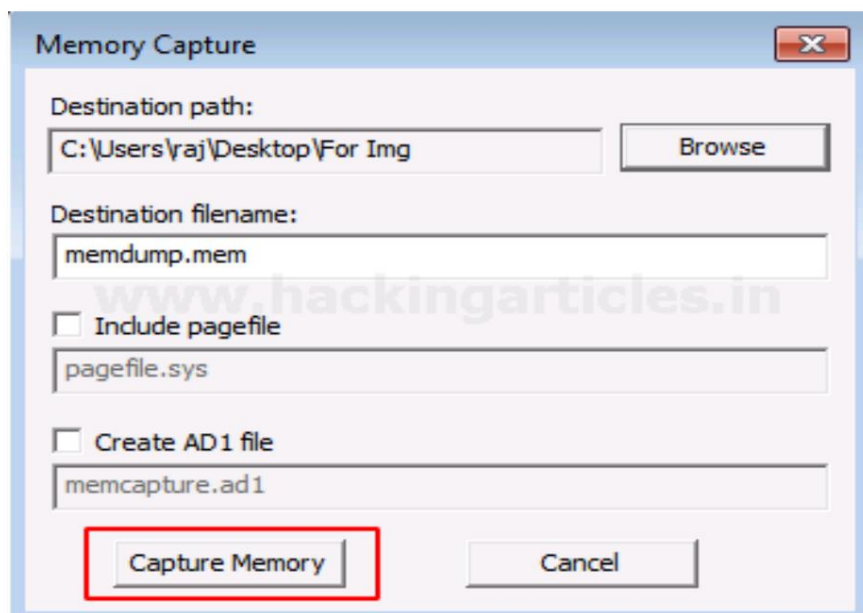 Memory Capture
Destination path:
C:\Users\raj\Desktop\For Img
Browse
Destination filename:
memdump.mem
www.hackingarticles.in
Include pagefile
pagefile.sys
Create AD1 file
memcapture.ad1
Capture Memory
Cancel